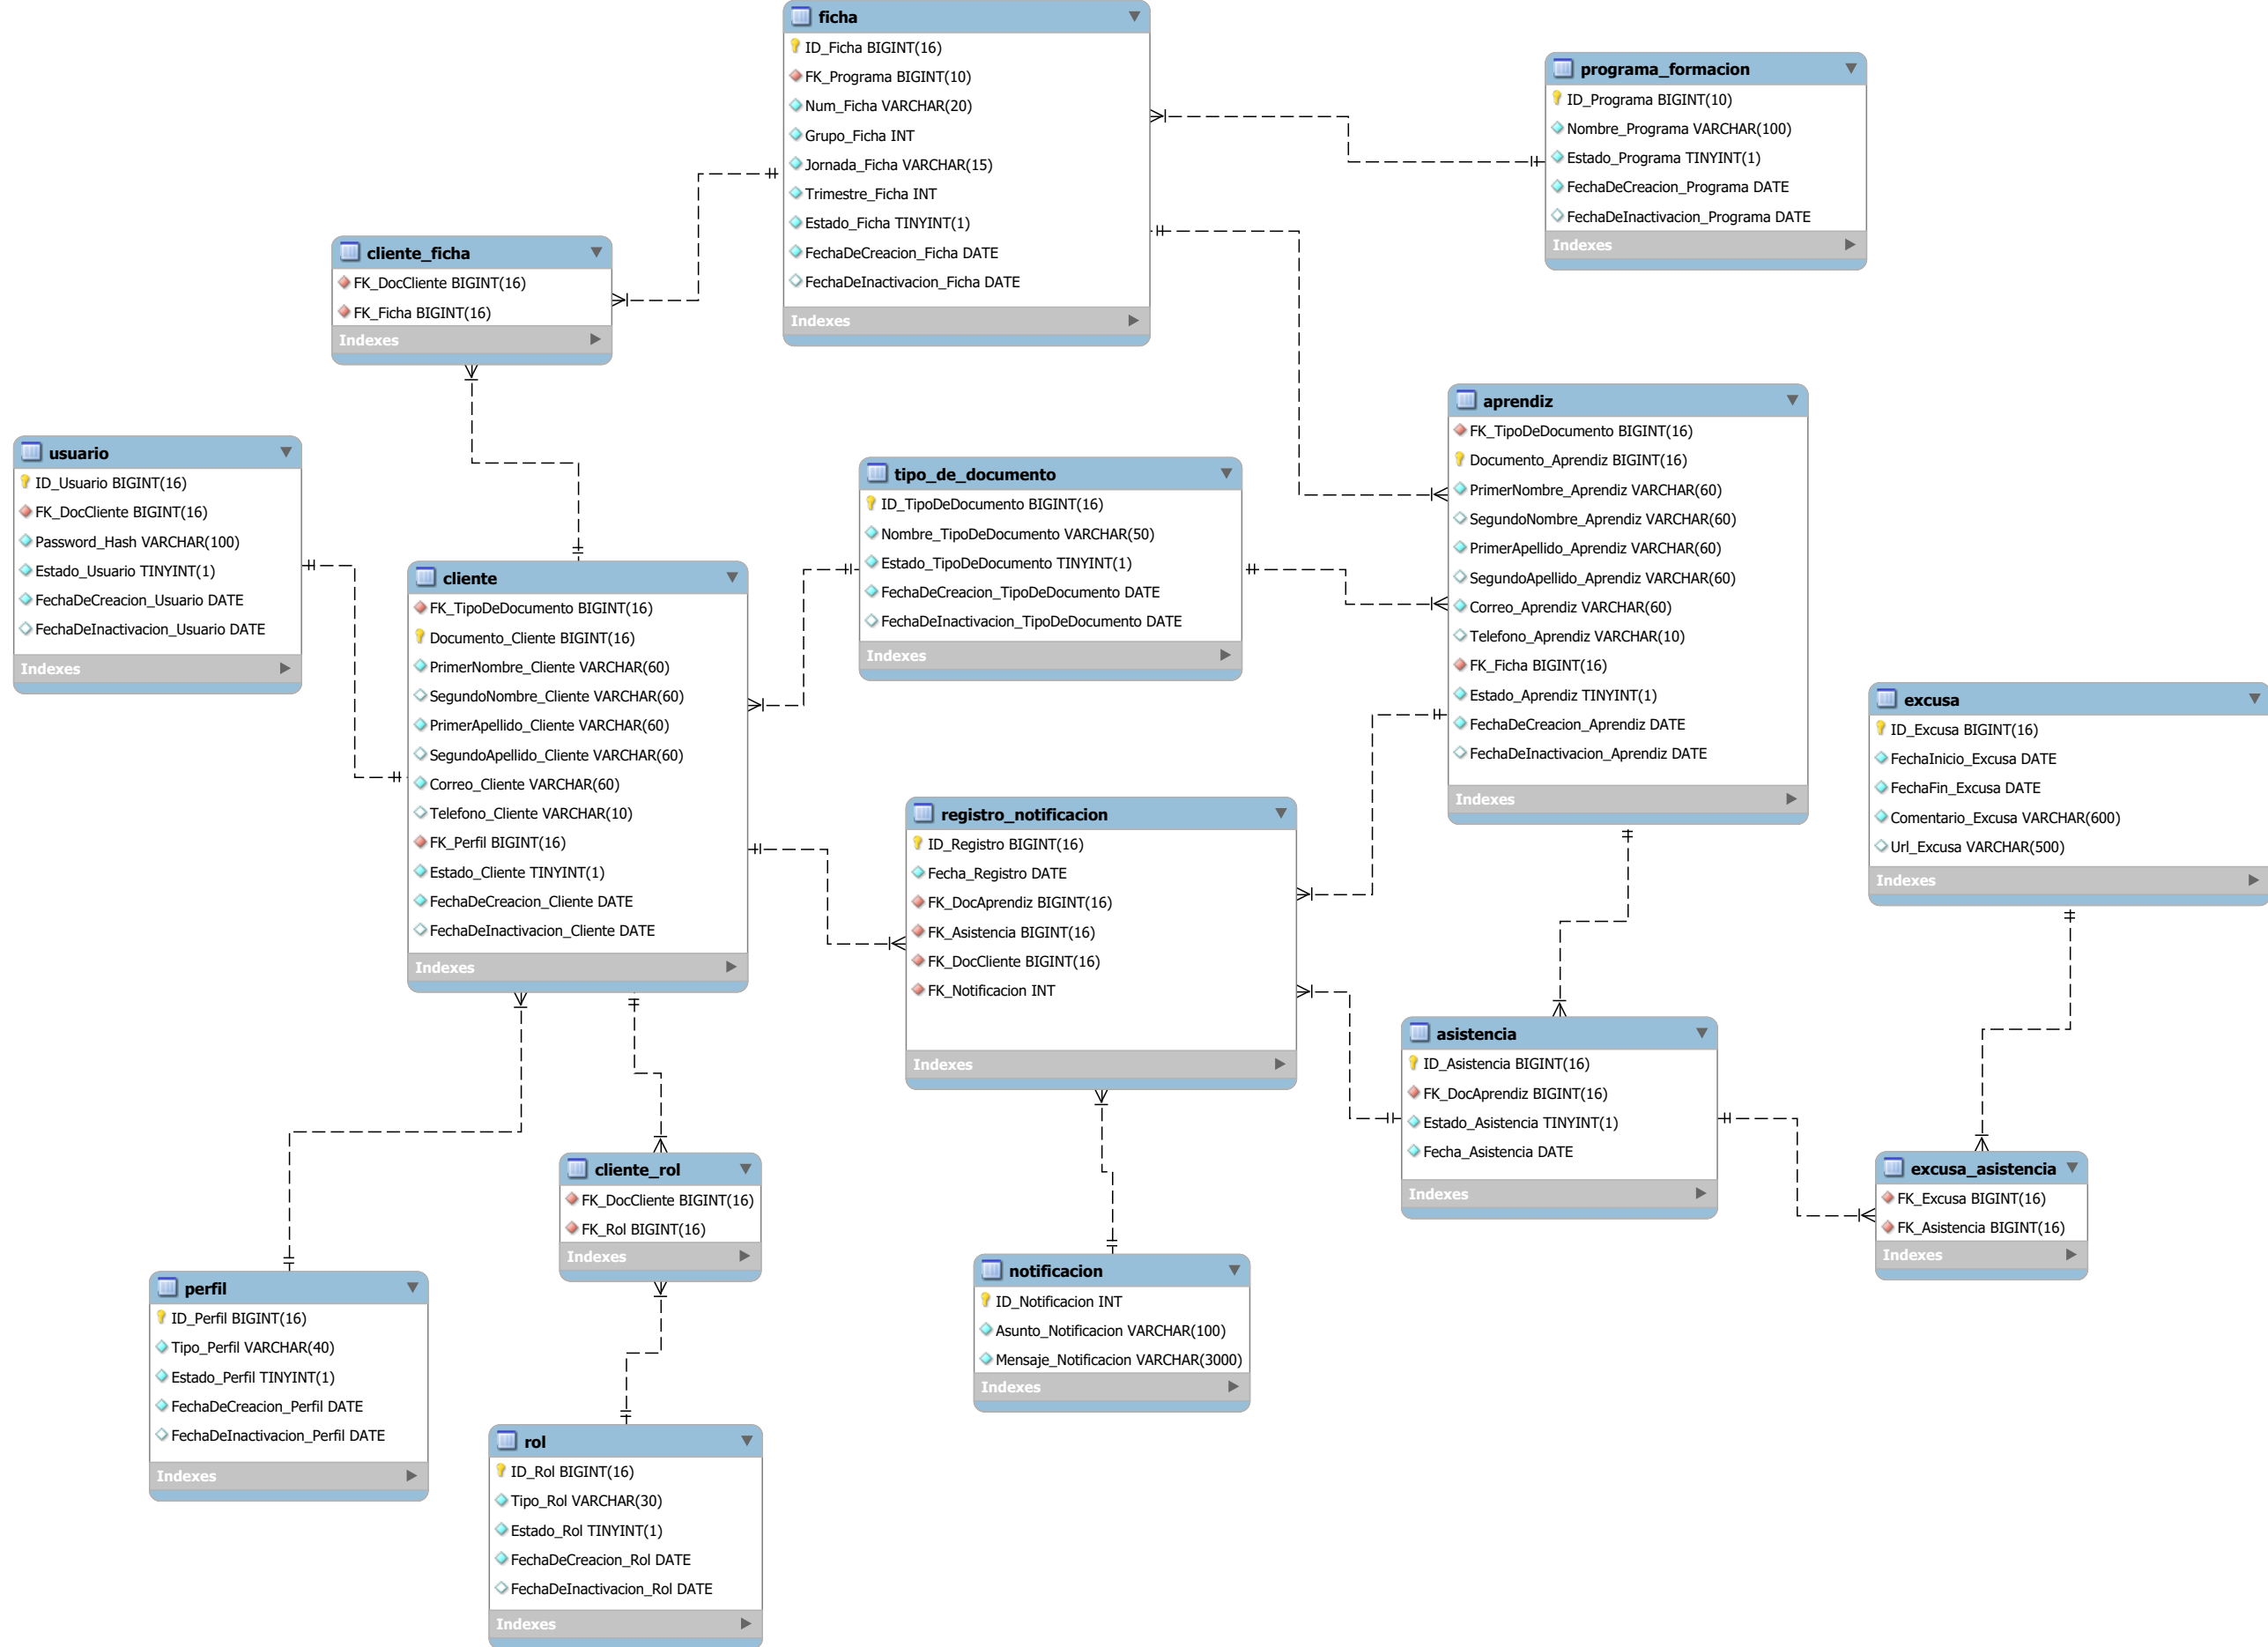 ficha
ID_Ficha BIGINT(16)
FK_Programa BIGINT(10)
Num_Ficha VARCHAR(20)
Grupo_Ficha INT
Jornada_Ficha VARCHAR(15)
Trimestre_Ficha INT
Estado_Ficha TINYINT(1)
FechaDeCreacion_Ficha DATE
FechaDeInactivacion_Ficha DATE
Indexes
programa_formacion
ID_Programa BIGINT(10)
Nombre_Programa VARCHAR(100)
Estado_Programa TINYINT(1)
FechaDeCreacion_Programa DATE
FechaDeInactivacion_Programa DATE
Indexes
cliente_ficha
FK_DocCliente BIGINT(16)
FK_Ficha BIGINT(16)
Indexes
usuario
ID_Usuario BIGINT(16)
FK_DocCliente BIGINT(16)
Password_Hash VARCHAR(100)
Estado_Usuario TINYINT(1)
FechaDeCreacion_Usuario DATE
FechaDeInactivacion_Usuario DATE
Indexes
cliente
FK_TipoDeDocumento BIGINT(16)
Documento_Cliente BIGINT(16)
PrimerNombre_Cliente VARCHAR(60)
SegundoNombre_Cliente VARCHAR(60)
PrimerApellido_Cliente VARCHAR(60)
SegundoApellido_Cliente VARCHAR(60)
Correo_Cliente VARCHAR(60)
Telefono_Cliente VARCHAR(10)
FK_Perfil BIGINT(16)
Estado_Cliente TINYINT(1)
FechaDeCreacion_Cliente DATE
FechaDeInactivacion_Cliente DATE
Indexes
tipo_de_documento
ID_TipoDeDocumento BIGINT(16)
Nombre_TipoDeDocumento VARCHAR(50)
Estado_TipoDeDocumento TINYINT(1)
FechaDeCreacion_TipoDeDocumento DATE
FechaDeInactivacion_TipoDeDocumento DATE
Indexes
aprendiz
FK_TipoDeDocumento BIGINT(16)
Documento_Aprendiz BIGINT(16)
PrimerNombre_Aprendiz VARCHAR(60)
SegundoNombre_Aprendiz VARCHAR(60)
PrimerApellido_Aprendiz VARCHAR(60)
SegundoApellido_Aprendiz VARCHAR(60)
Correo_Aprendiz VARCHAR(60)
Telefono_Aprendiz VARCHAR(10)
FK_Ficha BIGINT(16)
Estado_Aprendiz TINYINT(1)
FechaDeCreacion_Aprendiz DATE
FechaDeInactivacion_Aprendiz DATE
Indexes
excusa
ID_Excusa BIGINT(16)
FechaInicio_Excusa DATE
FechaFin_Excusa DATE
Comentario_Excusa VARCHAR(600)
Url_Excusa VARCHAR(500)
Indexes
registro_notificacion
ID_Registro BIGINT(16)
Fecha_Registro DATE
FK_DocAprendiz BIGINT(16)
FK_Asistencia BIGINT(16)
FK_DocCliente BIGINT(16)
FK_Notificacion INT
Indexes
asistencia
ID_Asistencia BIGINT(16)
FK_DocAprendiz BIGINT(16)
Estado_Asistencia TINYINT(1)
Fecha_Asistencia DATE
Indexes
excusa_asistencia
FK_Excusa BIGINT(16)
FK_Asistencia BIGINT(16)
Indexes
cliente_rol
FK_DocCliente BIGINT(16)
FK_Rol BIGINT(16)
Indexes
perfil
ID_Perfil BIGINT(16)
Tipo_Perfil VARCHAR(40)
Estado_Perfil TINYINT(1)
FechaDeCreacion_Perfil DATE
FechaDeInactivacion_Perfil DATE
Indexes
notificacion
ID_Notificacion INT
Asunto_Notificacion VARCHAR(100)
Mensaje_Notificacion VARCHAR(3000)
Indexes
rol
ID_Rol BIGINT(16)
Tipo_Rol VARCHAR(30)
Estado_Rol TINYINT(1)
FechaDeCreacion_Rol DATE
FechaDeInactivacion_Rol DATE
Indexes